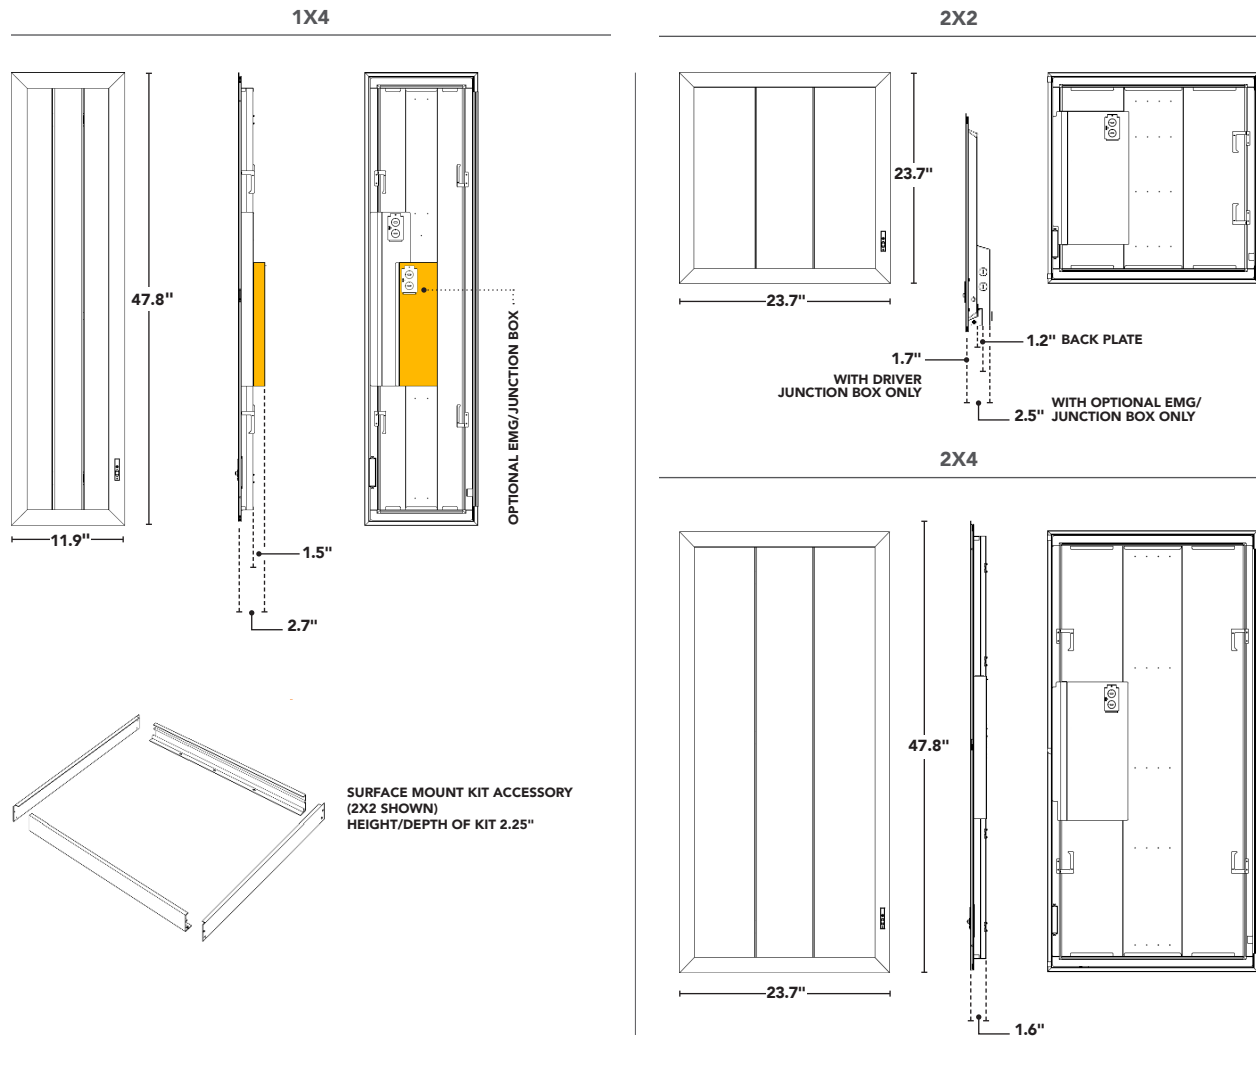 1X4
47.8"
11.9"
1.5"
2.7"
OPTIONAL EMG/JUNCTION BOX
SURFACE MOUNT KIT ACCESSORY
(2X2 SHOWN)
HEIGHT/DEPTH OF KIT 2.25"
2X2
23.7"
23.7"
1.2" BACK PLATE
1.7"
WITH DRIVER
JUNCTION BOX ONLY
2.5" WITH OPTIONAL EMG/
JUNCTION BOX ONLY
2X4
47.8"
23.7"
1.6"